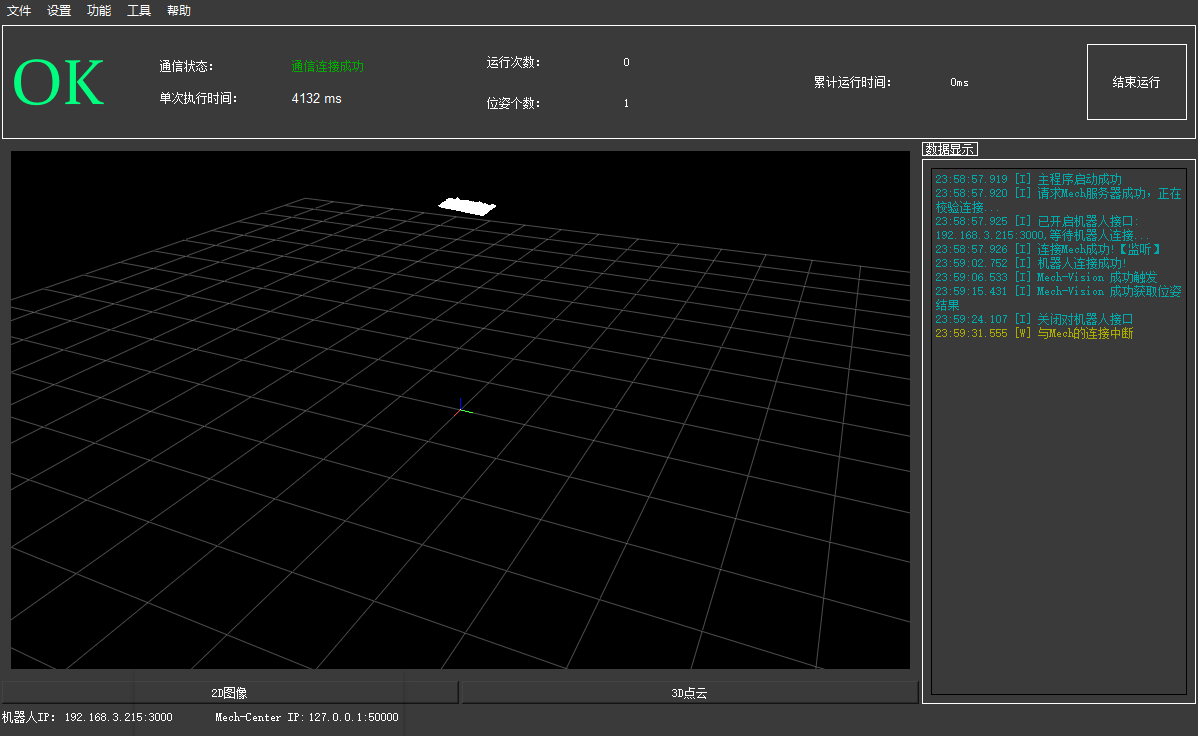 文件 设置 功能 工具 帮助
OK
通信状态: 通信连接成功
单次执行时间: 4132 ms
运行次数: 0
位姿个数: 1
累计运行时间: 0ms
结束运行
数据显示
23:58:57.919 [I] 主程序启动成功
23:58:57.920 [I] 请求Mech服务器成功, 正在
校验连接...
23:58:57.925 [I] 已开启机器人接口:
192.168.3.215:3000,等待机器人连接...
23:58:57.926 [I] 连接Mech成功!【监听】
23:59:02.752 [I] 机器人连接成功!
23:59:06.533 [I] Mech-Vision 成功触发
23:59:15.431 [I] Mech-Vision 成功获取位姿
结果
23:59:24.107 [I] 关闭对机器人接口
23:59:31.555 [W] 与Mech的连接中断
2D图像 3D点云
机器人IP: 192.168.3.215:3000 Mech-Center IP: 127.0.0.1:50000